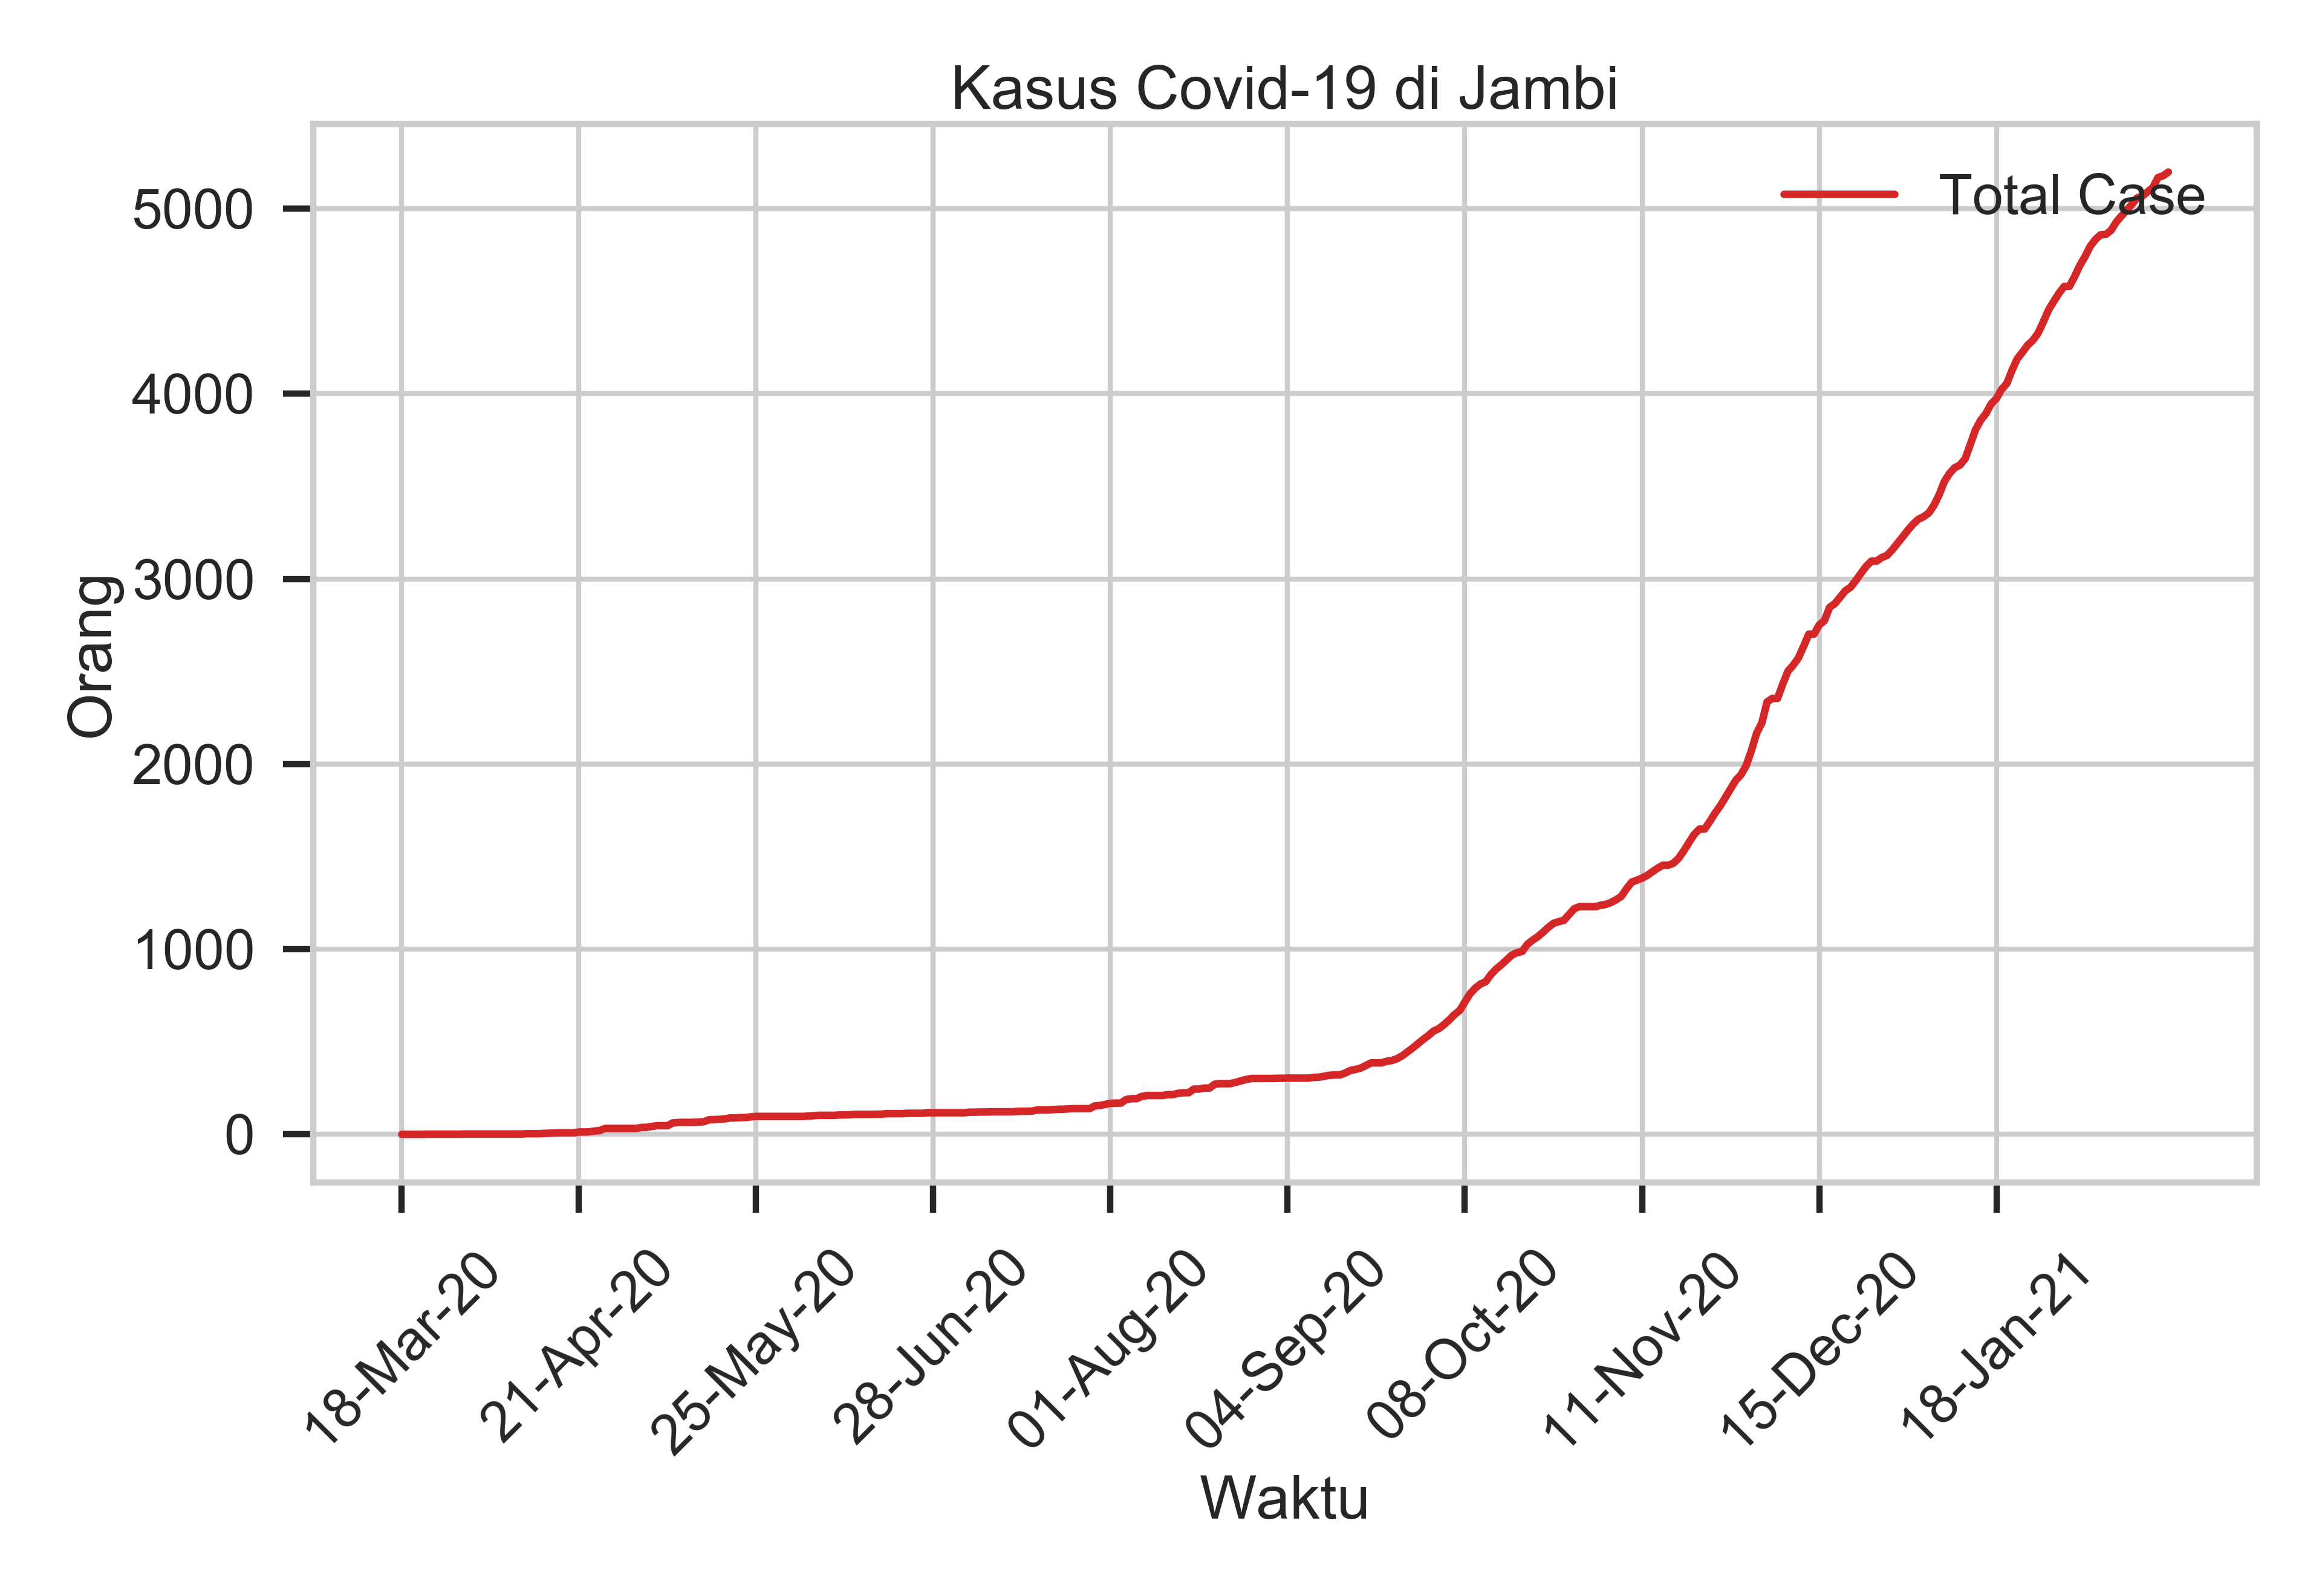 Kasus Covid-19 di Jambi
Total Case
5000
4000
3000
2000
1000
0
Orang
18-Mar-20
21-Apr-20
25-May-20
28-Jun-20
01-Aug-20
04-Sep-20
08-Oct-20
11-Nov-20
15-Dec-20
18-Jan-21
Waktu